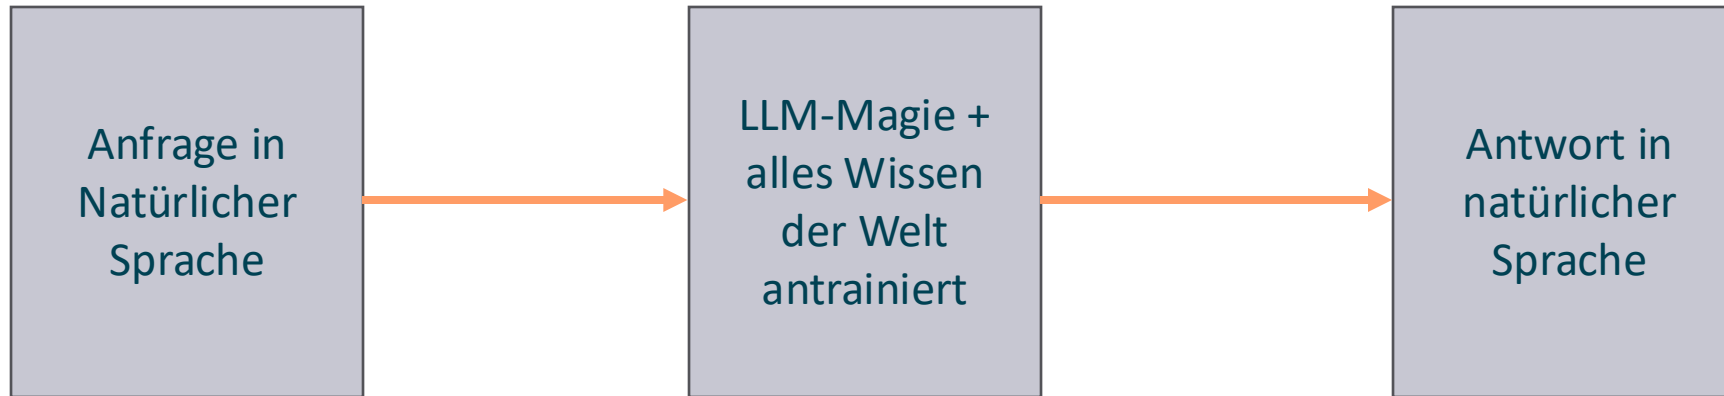 Anfrage in
Natürlicher
Sprache
LLM-Magie +
alles Wissen
der Welt
antrainiert
Antwort in
natürlicher
Sprache